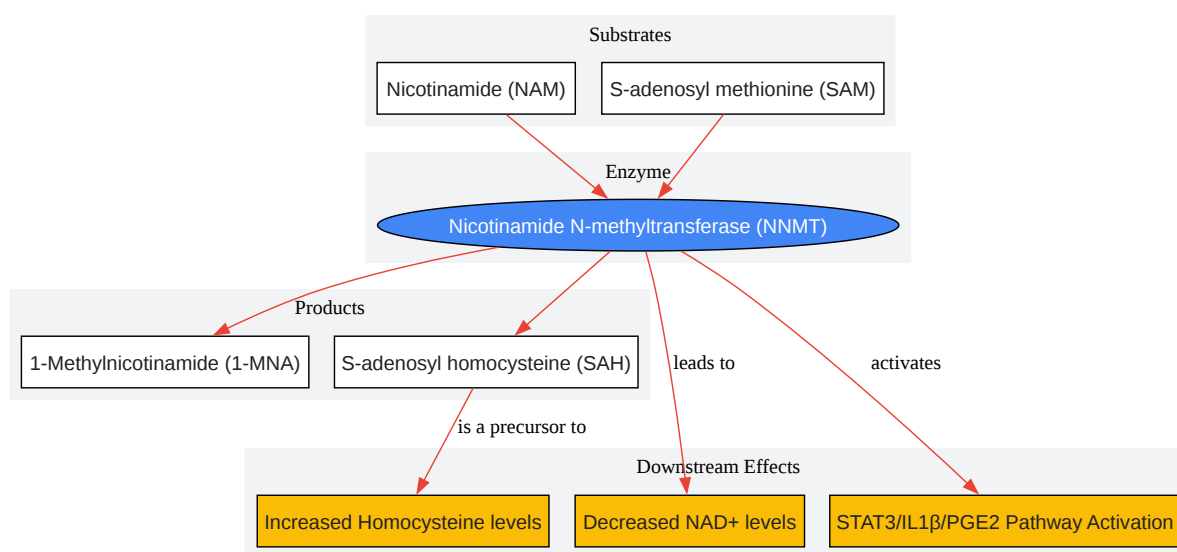 Substrates
Nicotinamide (NAM)
S-adenosyl methionine (SAM)
Enzyme
Nicotinamide N-methyltransferase (NNMT)
Products
1-Methylnicotinamide (1-MNA)
S-adenosyl homocysteine (SAH)
leads to
activates
is a precursor to
Downstream Effects
Increased Homocysteine levels
Decreased NAD+ levels
STAT3/IL1β/PGE2 Pathway Activation